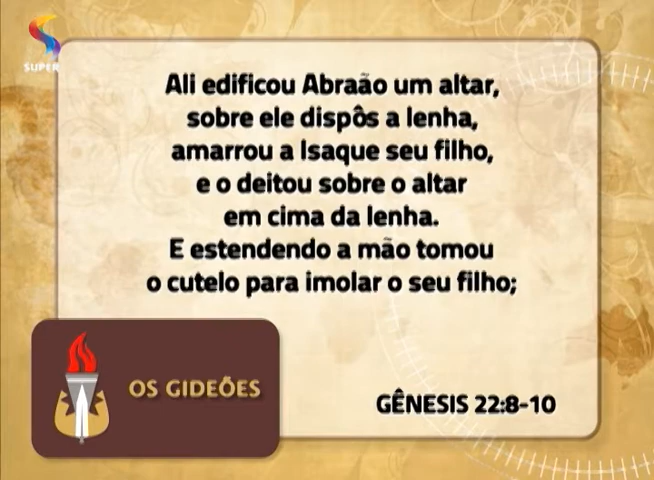 SUPER
Ali edificou Abraão um altar,
sobre ele dispôs a lenha,
amarrou a Isaque seu filho,
e o deitou sobre o altar
em cima da lenha.
E estendendo a mão tomou
o cutelo para imolar o seu filho;
OS GIDEÕES
GÊNESIS 22:8-10